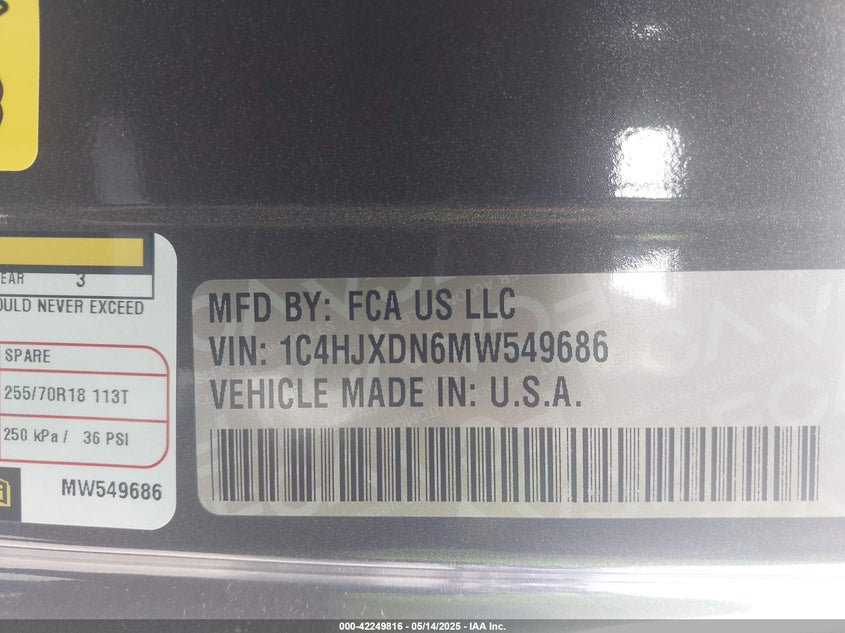 EAR 3
OULD NEVER EXCEED
SPARE
255/70R18 113T
250 kPa / 36 PSI
MW549686
MFD BY: FCA US LLC
VIN: 1C4HJXDN6MW549686
VEHICLE MADE IN: U.S.A.
000-42249816 - 05/14/2025 - IAA Inc.